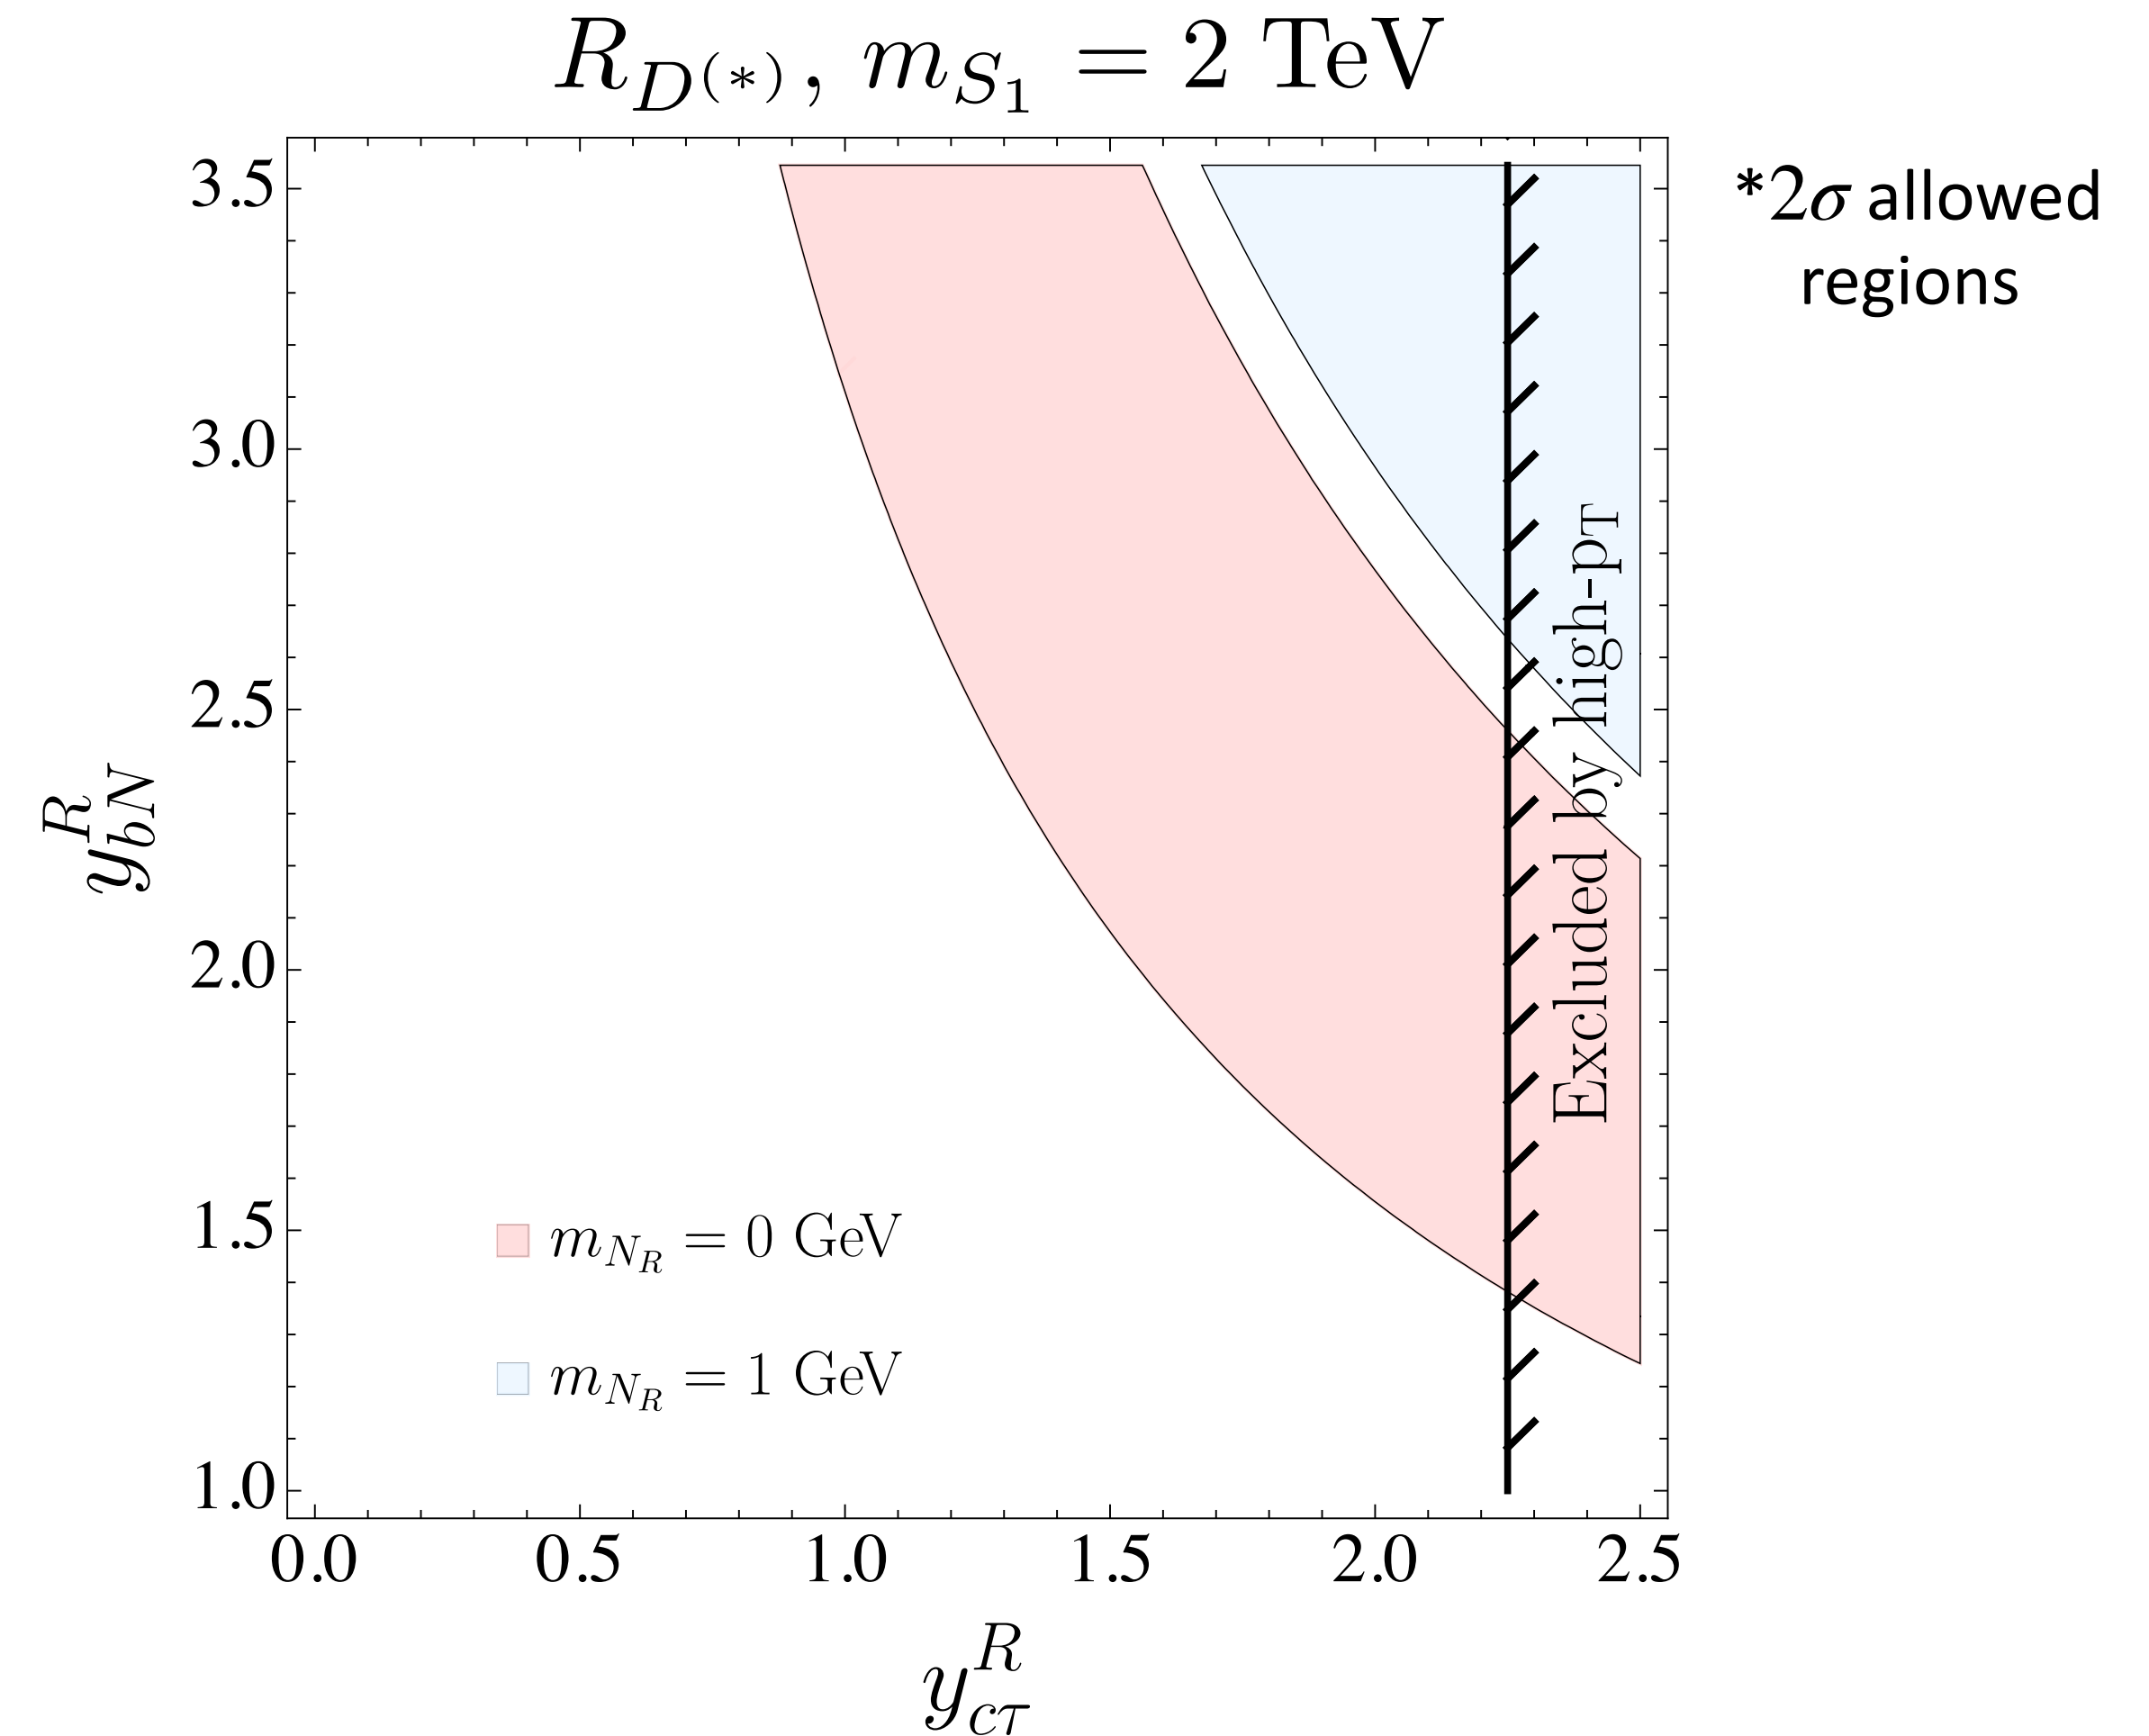 R_{D^{(*)}}, m_{S_1} = 2 TeV
*2σ allowed
regions
3.5
3.0
2.5
2.0
1.5
1.0
y_{bN}^R
Excluded by high-p_T
m_{N_R} = 0 GeV
m_{N_R} = 1 GeV
0.0 0.5 1.0 1.5 2.0 2.5
y_{cτ}^R